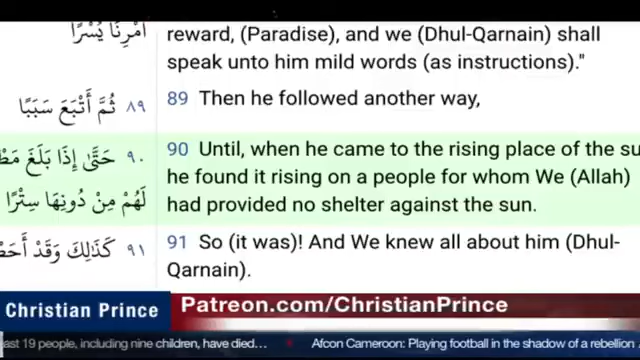 أَمْرِنَا يُسْرًا
reward, (Paradise), and we (Dhul-Qarnain) shall
speak unto him mild words (as instructions)."
ثُمَّ أَتْبَعَ سَبَبًا ٨٩
89 Then he followed another way,
حَتَّىٰ إِذَا بَلَغَ ٩٠
90 Until, when he came to the rising place of the
he found it rising on a people for whom We (Allah)
لَهُم مِّن دُونِهَا سِتْرًا
had provided no shelter against the sun.
كَذَٰلِكَ وَقَدْ ٩١
91 So (it was)! And We knew all about him (Dhul-
Qarnain).
Christian Prince
Patreon.com/ChristianPrince
19 people, including nine children, have died...
Afcon Cameroon: Playing football in the shadow of a rebellion